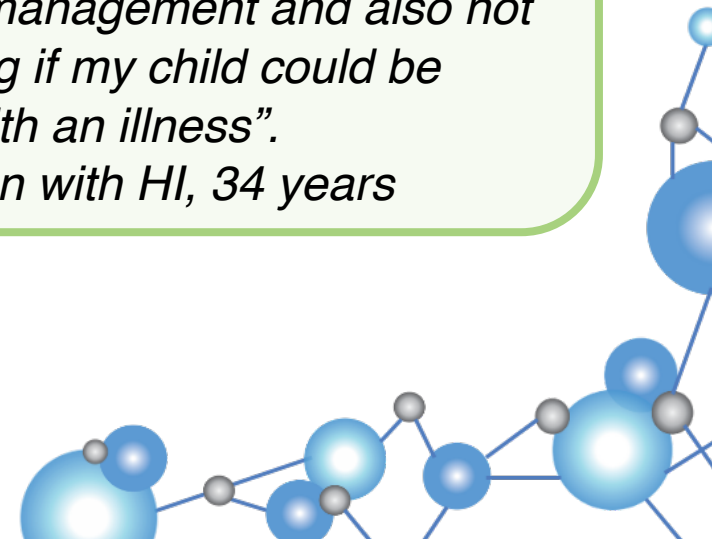 management and also not
g if my child could be
th an illness”.
n with HI, 34 years